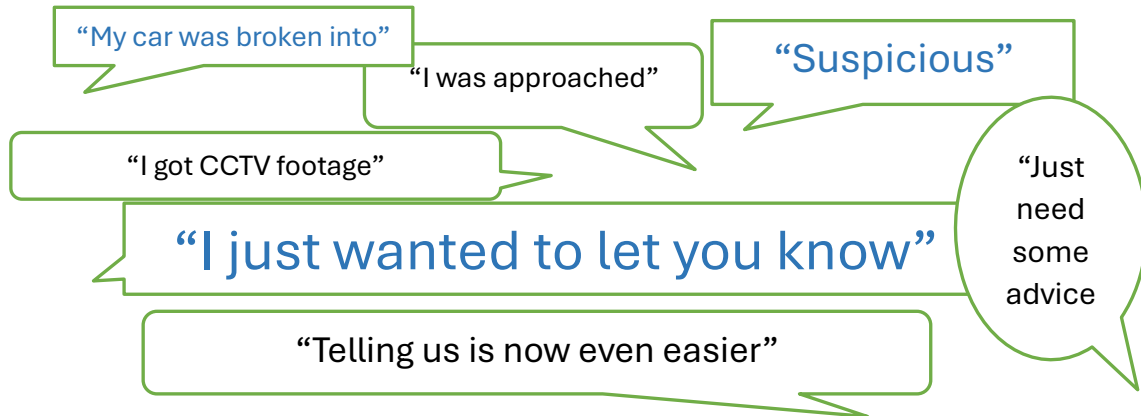 “My car was broken into”
“I was approached”
“Suspicious”
“I got CCTV footage”
“Just
need
some
advice
“I just wanted to let you know”
“Telling us is now even easier”